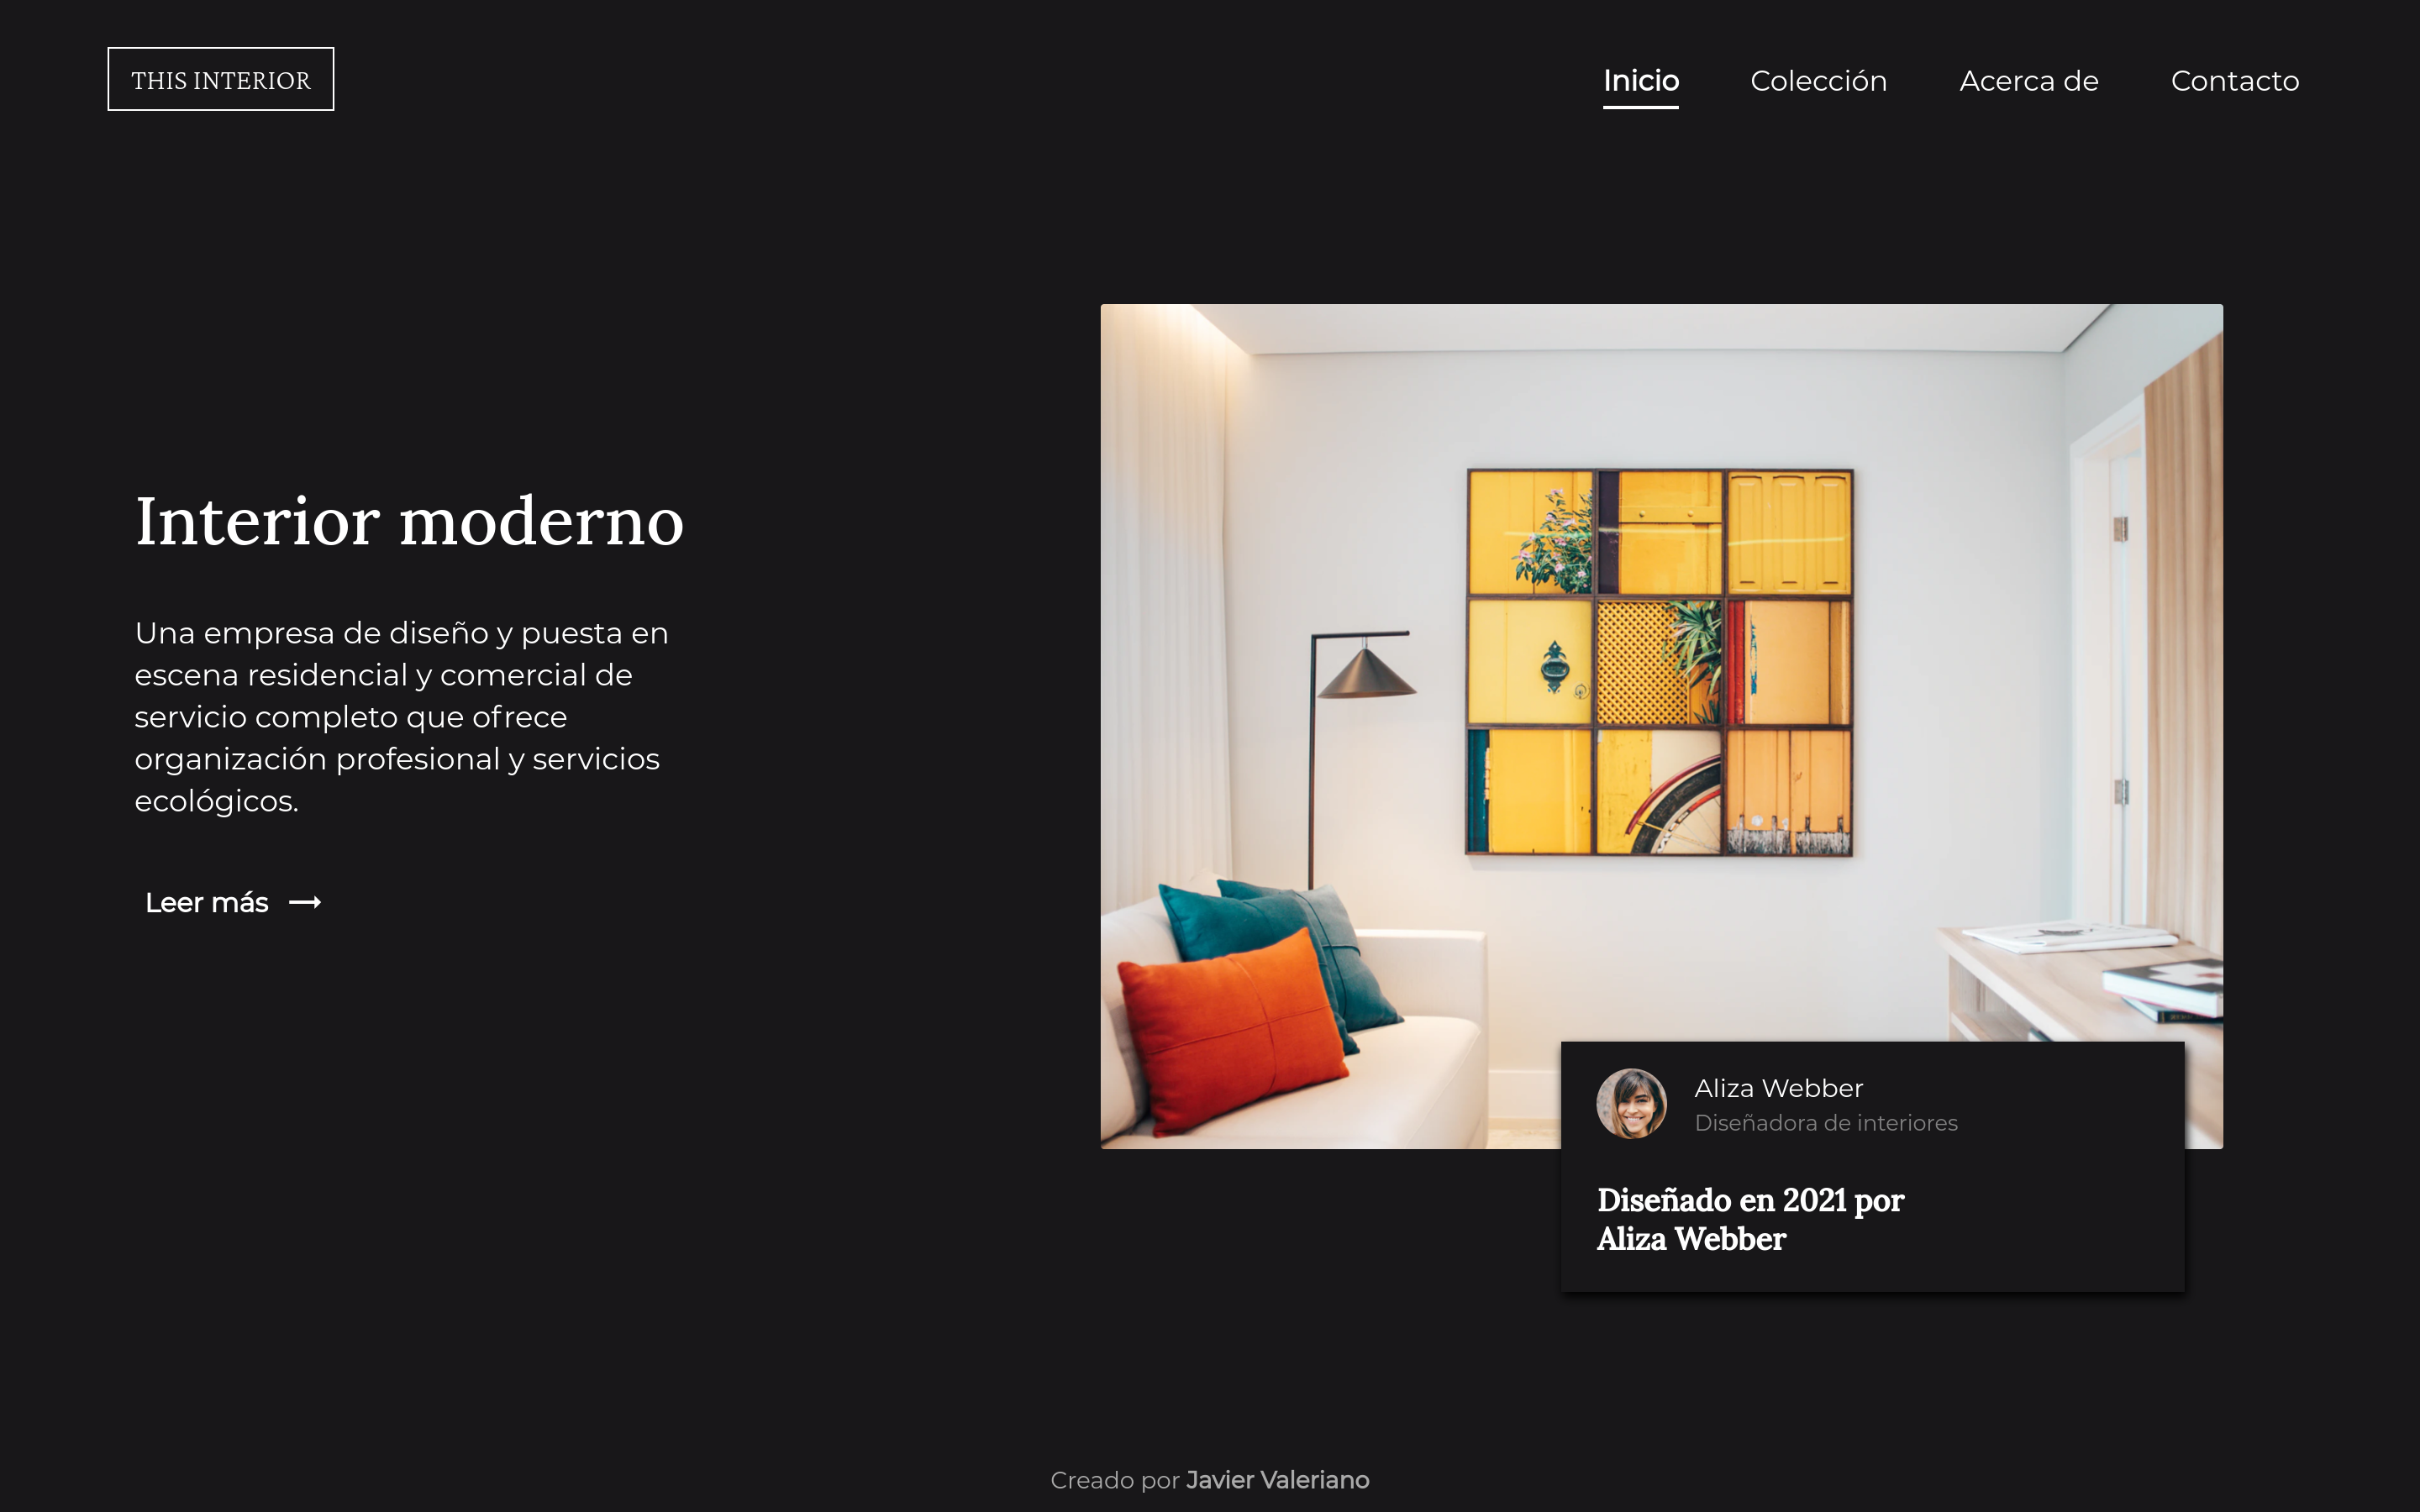 THIS INTERIOR
Inicio
Colección
Acerca de
Contacto
Interior moderno
Una empresa de diseño y puesta en
escena residencial y comercial de
servicio completo que ofrece
organización profesional y servicios
ecológicos.
Leer más
Aliza Webber
Diseñadora de interiores
Diseñado en 2021 por
Aliza Webber
Creado por Javier Valeriano